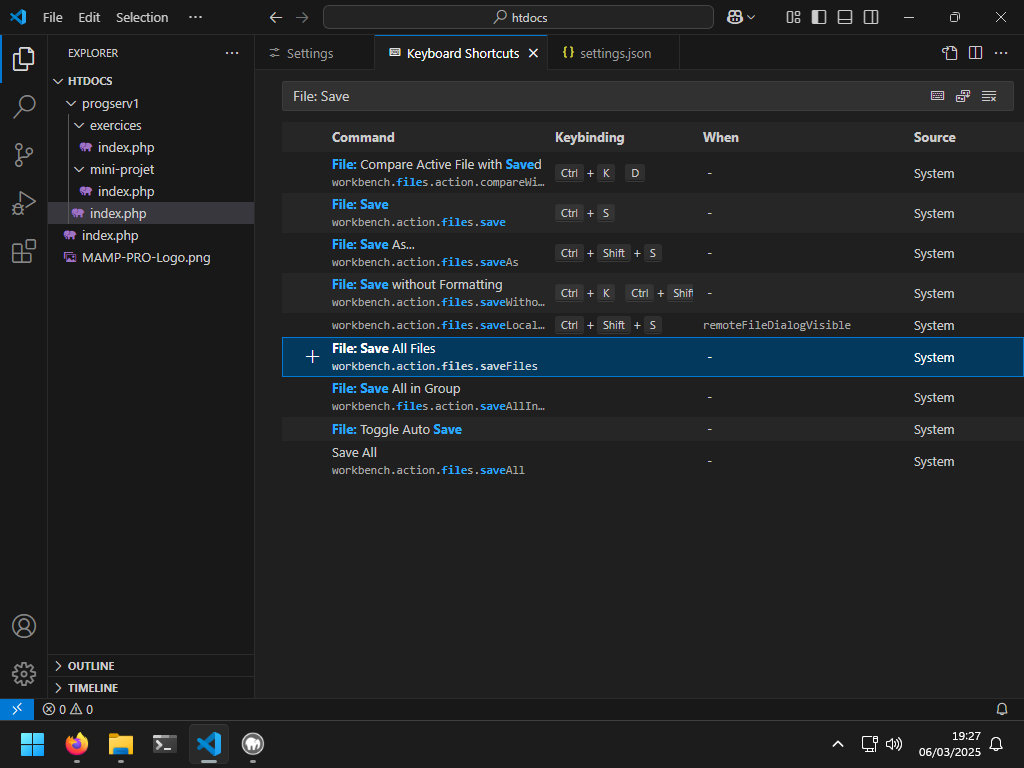 File Edit Selection ··· htdocs
EXPLORER ···
Settings
Keyboard Shortcuts
{} settings.json
HTDOCS
progserv1
exercices
index.php
mini-projet
index.php
index.php
index.php
MAMP-PRO-Logo.png
OUTLINE
TIMELINE
File: Save
Command Keybinding When Source
File: Compare Active File with Saved
workbench.files.action.compareWi… Ctrl + K D - System
File: Save
workbench.action.files.save Ctrl + S - System
File: Save As...
workbench.action.files.saveAs Ctrl + Shift + S - System
File: Save without Formatting
workbench.action.files.saveWitho… Ctrl + K Ctrl + Shif - System
workbench.action.files.saveLocal… Ctrl + Shift + S remoteFileDialogVisible System
File: Save All Files
workbench.action.files.saveFiles - System
File: Save All in Group
workbench.files.action.saveAllIn… - System
File: Toggle Auto Save - System
Save All
workbench.action.files.saveAll - System
0 0
19:27
06/03/2025